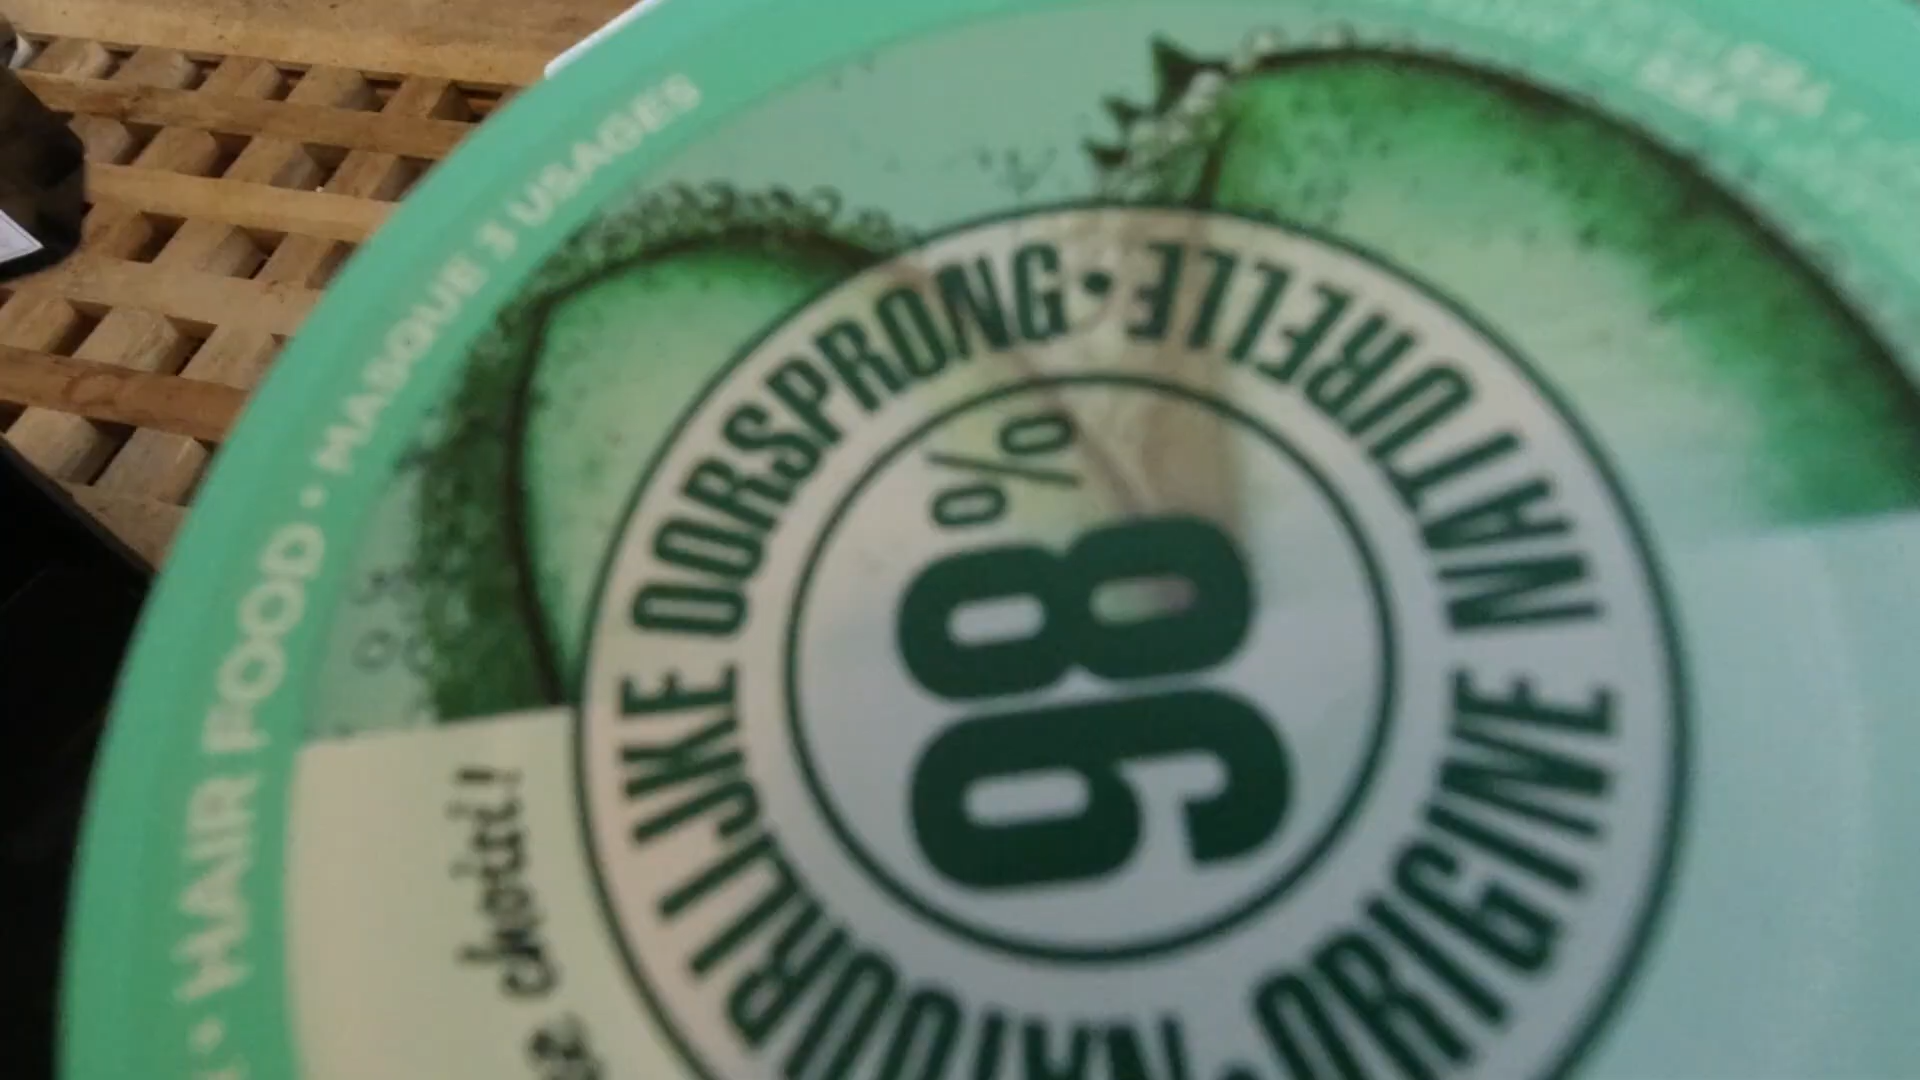 HAIR FOOD • MASQUE 3 USAGES
NATUURLIJKE OORSPRONG •
ORIGINE NATURELLE •
98%